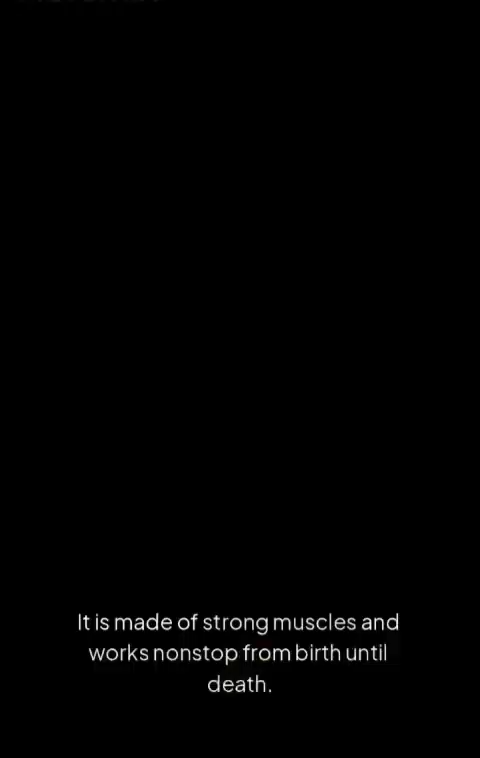 It is made of strong muscles and
works nonstop from birth until
death.